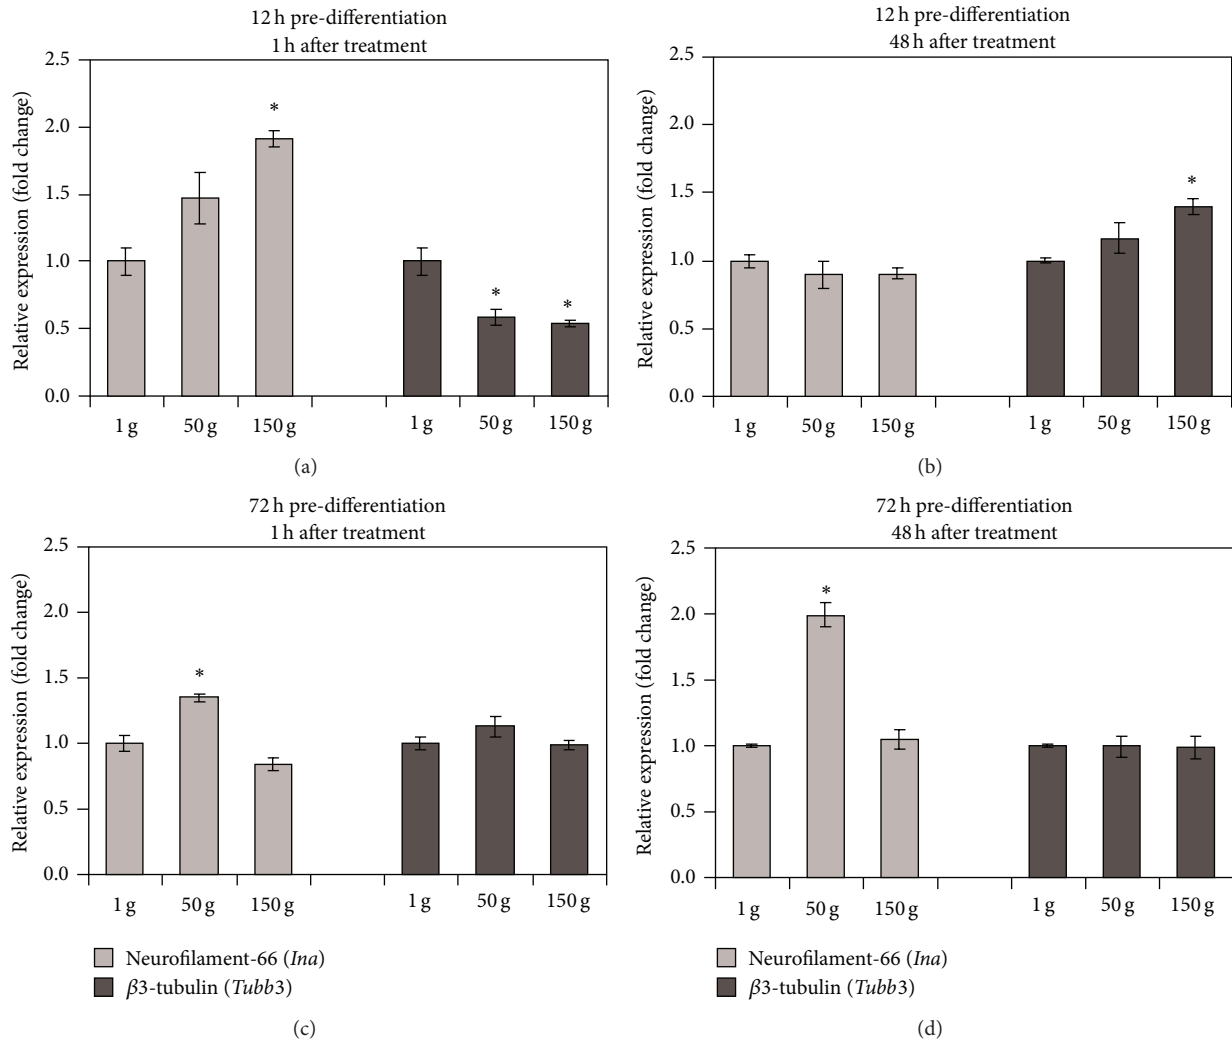 12 h pre-differentiation
1 h after treatment
2.5
2.0
1.5
1.0
0.5
0.0
Relative expression (fold change)
*
*
*
1 g 50 g 150 g 1 g 50 g 150 g
(a)
12 h pre-differentiation
48 h after treatment
2.5
2.0
1.5
1.0
0.5
0.0
Relative expression (fold change)
*
1 g 50 g 150 g 1 g 50 g 150 g
(b)
72 h pre-differentiation
1 h after treatment
2.5
2.0
1.5
1.0
0.5
0.0
Relative expression (fold change)
*
1 g 50 g 150 g 1 g 50 g 150 g
Neurofilament-66 (Ina)
β3-tubulin (Tubb3)
(c)
72 h pre-differentiation
48 h after treatment
2.5
2.0
1.5
1.0
0.5
0.0
Relative expression (fold change)
*
1 g 50 g 150 g 1 g 50 g 150 g
Neurofilament-66 (Ina)
β3-tubulin (Tubb3)
(d)